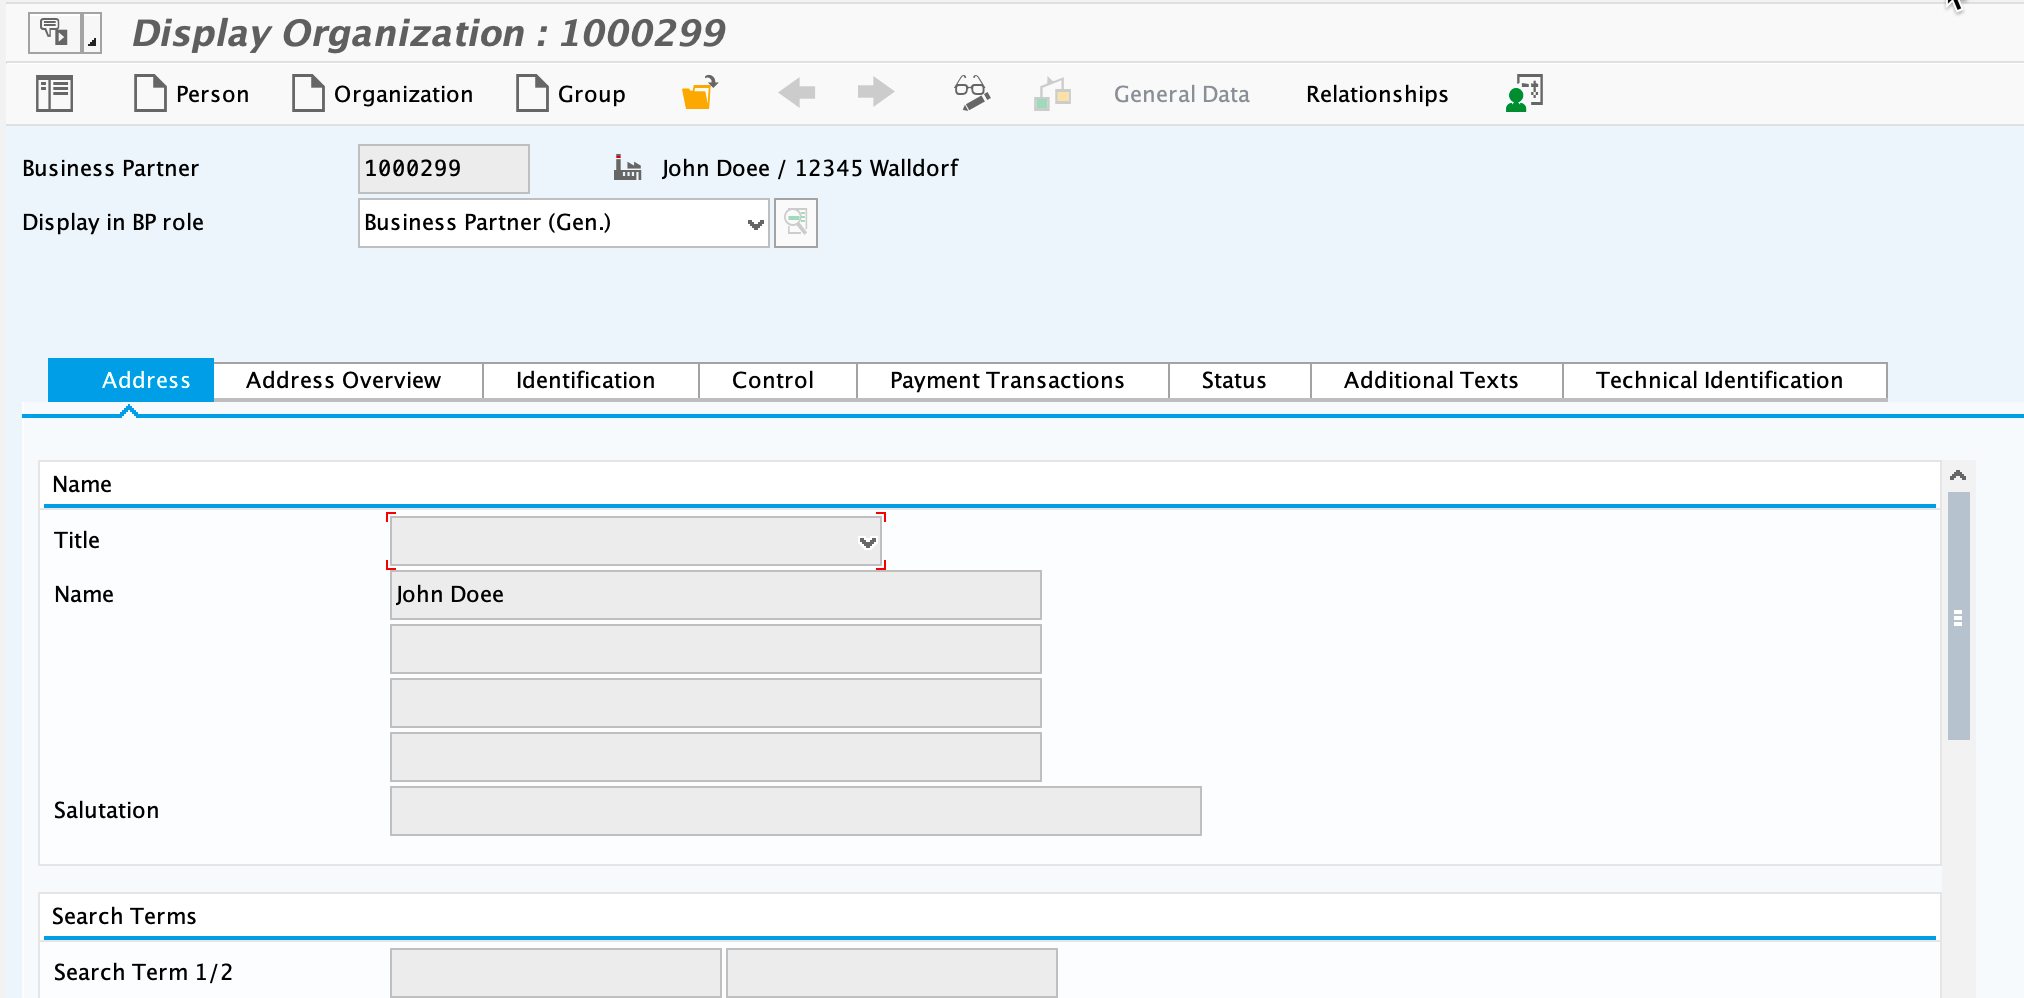 Display Organization : 1000299
Person Organization Group General Data Relationships
Business Partner 1000299 John Doee / 12345 Walldorf
Display in BP role Business Partner (Gen.)
Address Address Overview Identification Control Payment Transactions Status Additional Texts Technical Identification
Name
Title
Name John Doee
Salutation
Search Terms
Search Term 1/2